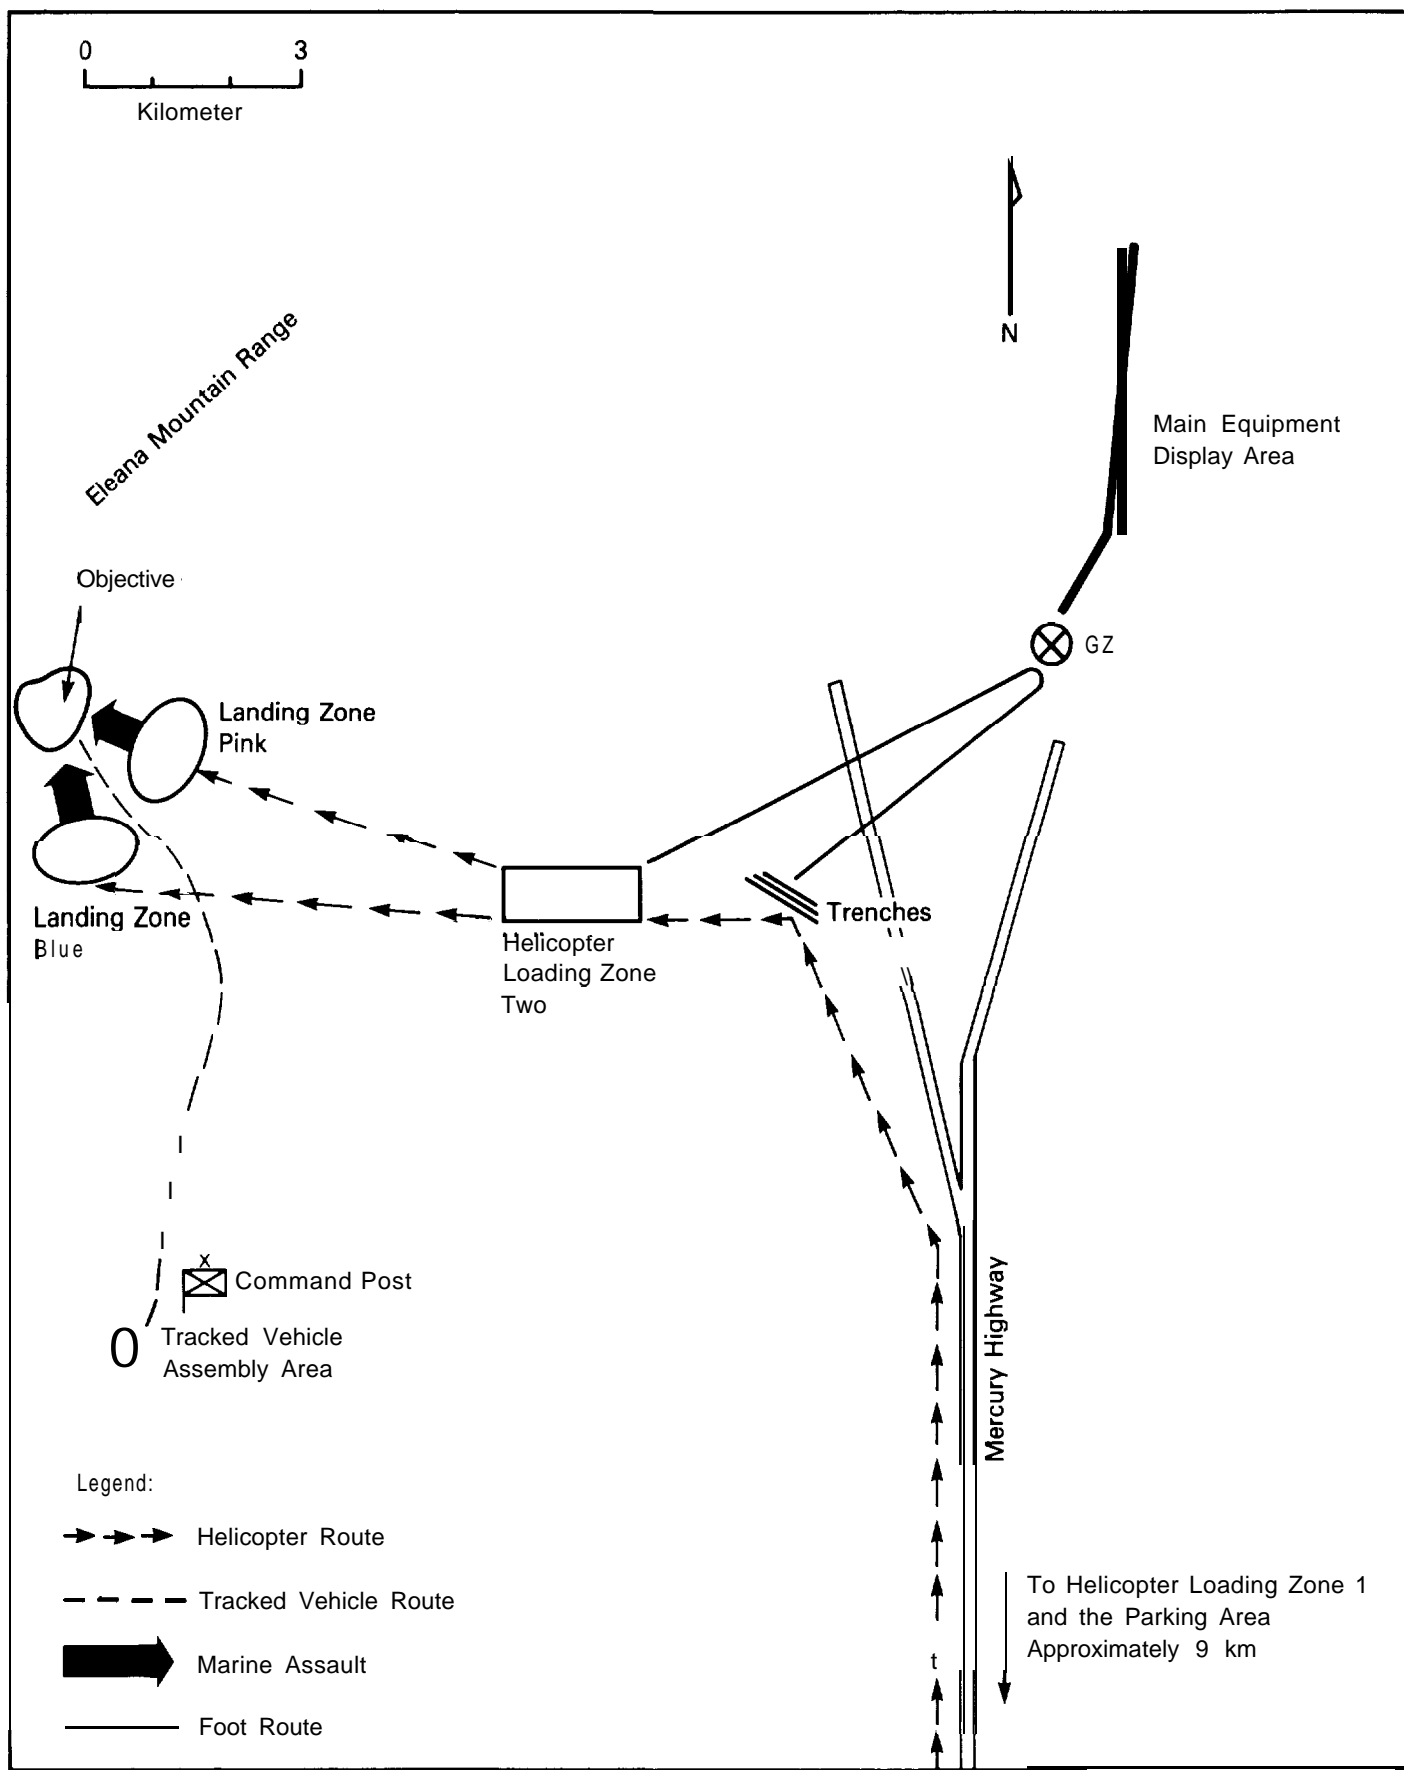 0 3
Kilometer
N
Eleana Mountain Range
Main Equipment
Display Area
Objective
GZ
Landing Zone
Pink
Landing Zone
Blue
Trenches
Helicopfer
Loading Zone
Two
X
Command Post
O Tracked Vehicle
Assembly Area
Mercury Highway
Legend:
Helicopter Route
Tracked Vehicle Route
Marine Assault
Foot Route
To Helicopter Loading Zone 1
and the Parking Area
Approximately 9 km
t